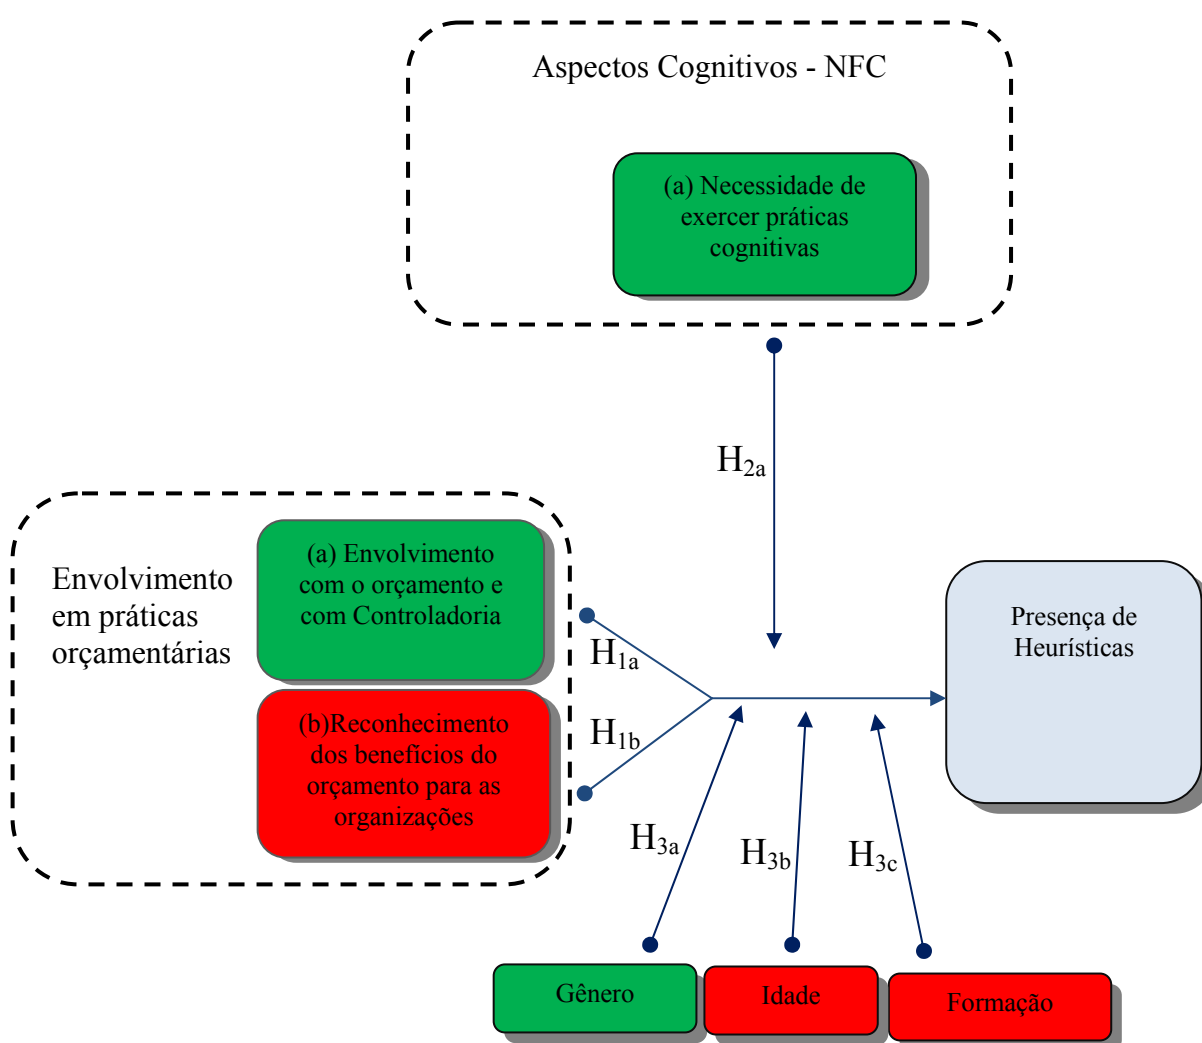 Aspectos Cognitivos - NFC
(a) Necessidade de
exercer práticas
cognitivas
H2a
Envolvimento
em práticas
orçamentárias
(a) Envolvimento
com o orçamento e
com Controladoria
(b)Reconhecimento
dos benefícios do
orçamento para as
organizações
H1a
H1b
Presença de
Heurísticas
H3a
H3b
H3c
Gênero
Idade
Formação